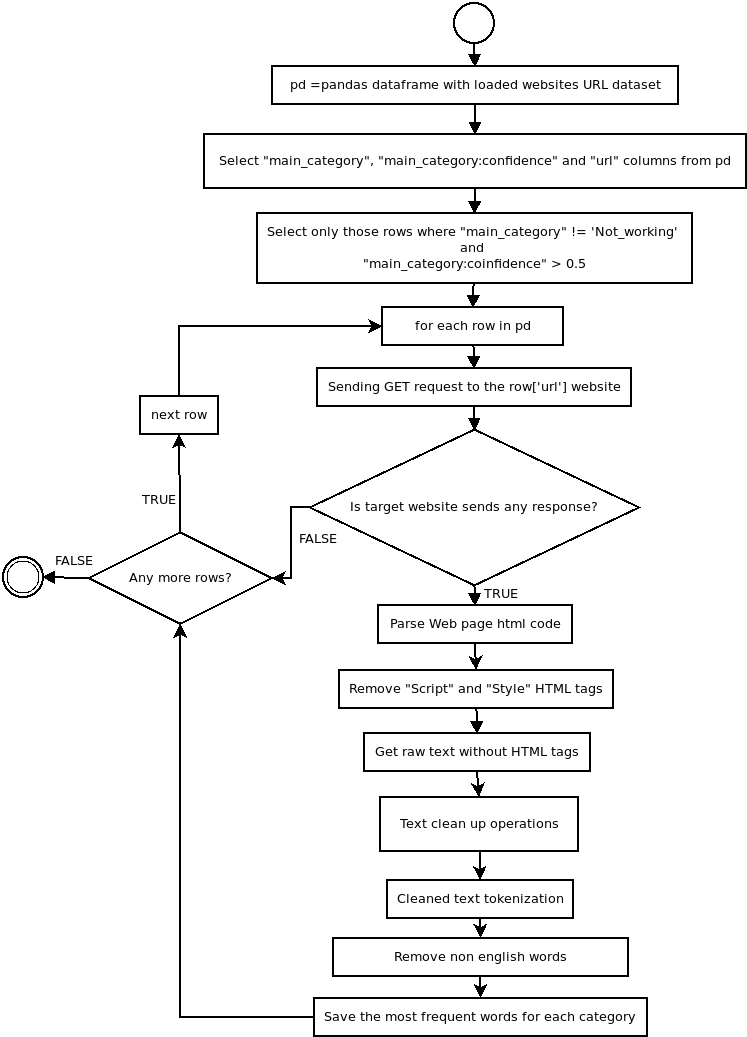 pd =pandas dataframe with loaded websites URL dataset
Select "main_category", "main_category:confidence" and "url" columns from pd
Select only those rows where "main_category" != 'Not_working'
and
"main_category:coinfidence" > 0.5
for each row in pd
Sending GET request to the row['url'] website
next row
TRUE
Is target website sends any response?
FALSE
FALSE
Any more rows?
TRUE
Parse Web page html code
Remove "Script" and "Style" HTML tags
Get raw text without HTML tags
Text clean up operations
Cleaned text tokenization
Remove non english words
Save the most frequent words for each category